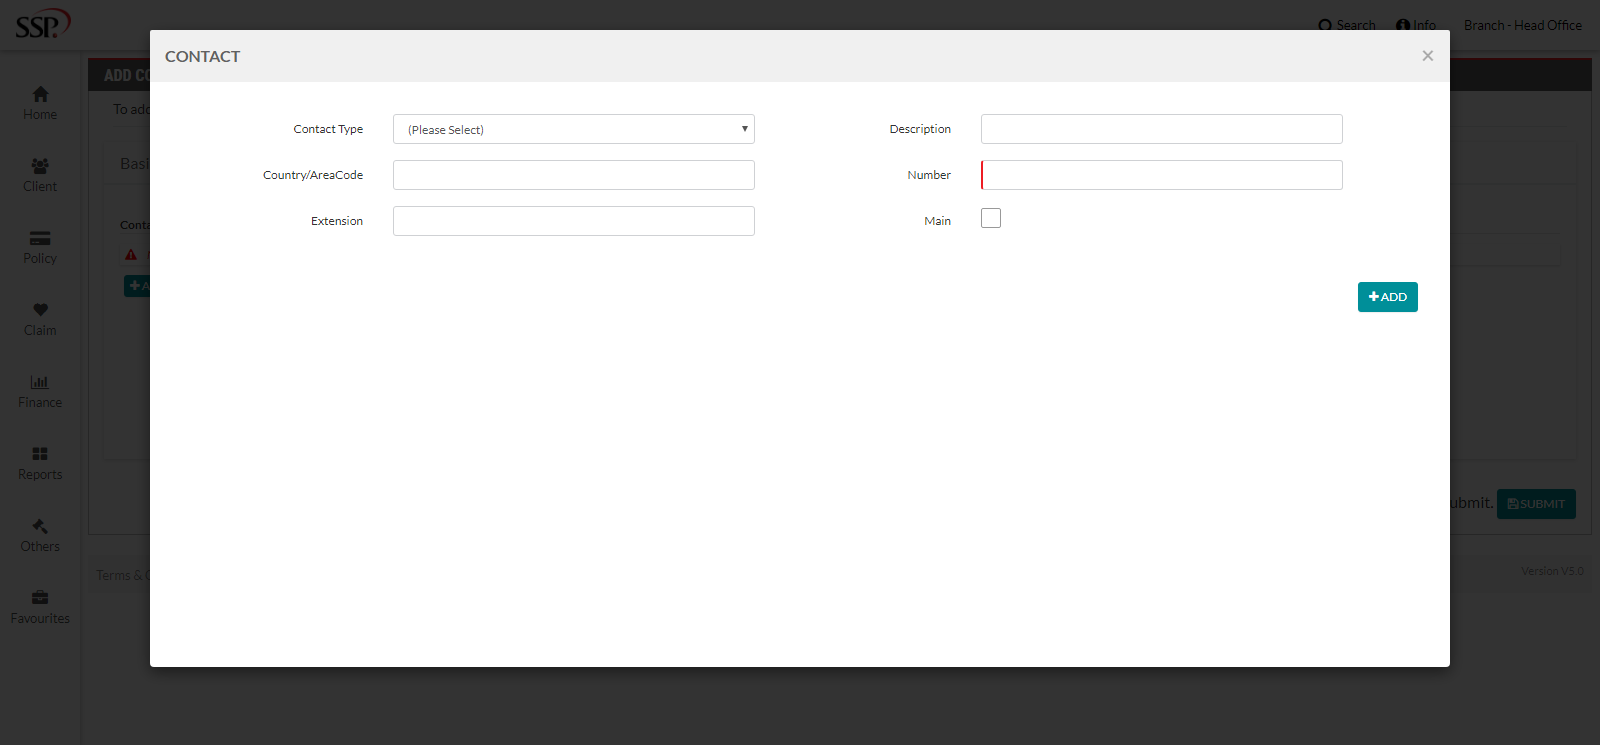 SSP.
Search
Info
Branch - Head Office
CONTACT
×
ADD CO
To add
Basi
Conta
Home
Client
Policy
Claim
Finance
Reports
Others
Favourites
Contact Type
(Please Select)
Description
Country/AreaCode
Number
Extension
Main
+ADD
+A
ubmit.
SUBMIT
Terms & C
Version V5.0